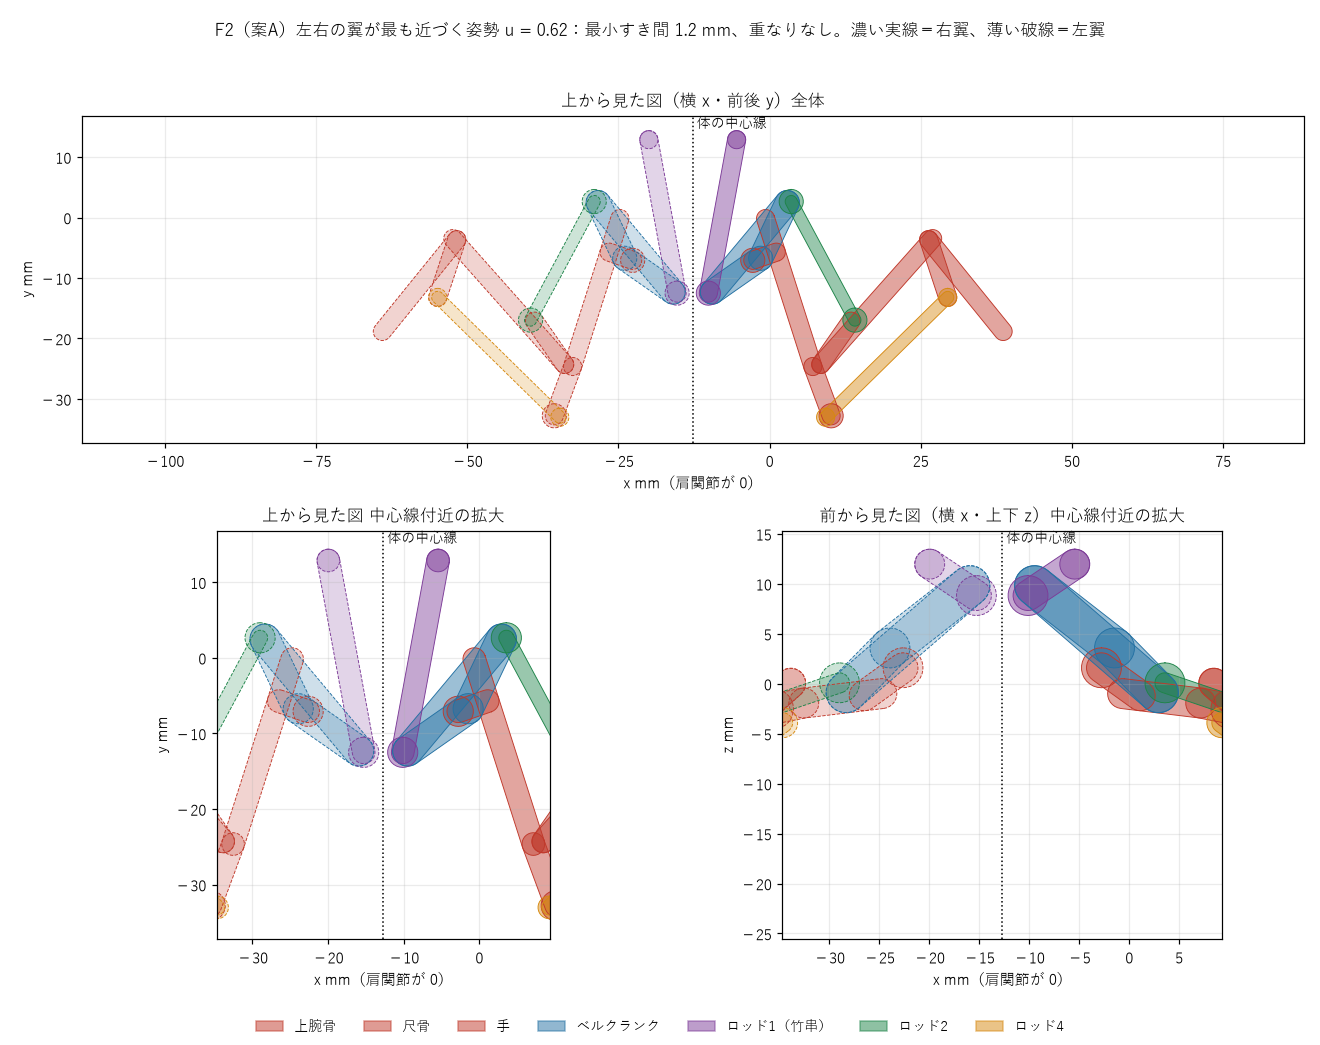 F2（案A）左右の翼が最も近づく姿勢 u = 0.62：最小すき間 1.2 mm、重なりなし。濃い実線＝右翼、薄い破線＝左翼
上から見た図（横 x・前後 y）全体
体の中心線
10
0
−10
−20
−30
y mm
−100
−75
−50
−25
0
25
50
75
x mm（肩関節が 0）
上から見た図 中心線付近の拡大
体の中心線
10
0
−10
−20
−30
y mm
−30
−20
−10
0
x mm（肩関節が 0）
前から見た図（横 x・上下 z）中心線付近の拡大
体の中心線
15
10
5
0
−5
−10
−15
−20
−25
z mm
−30
−25
−20
−15
−10
−5
0
5
x mm（肩関節が 0）
上腕骨
尺骨
手
ベルクランク
ロッド1（竹串）
ロッド2
ロッド4